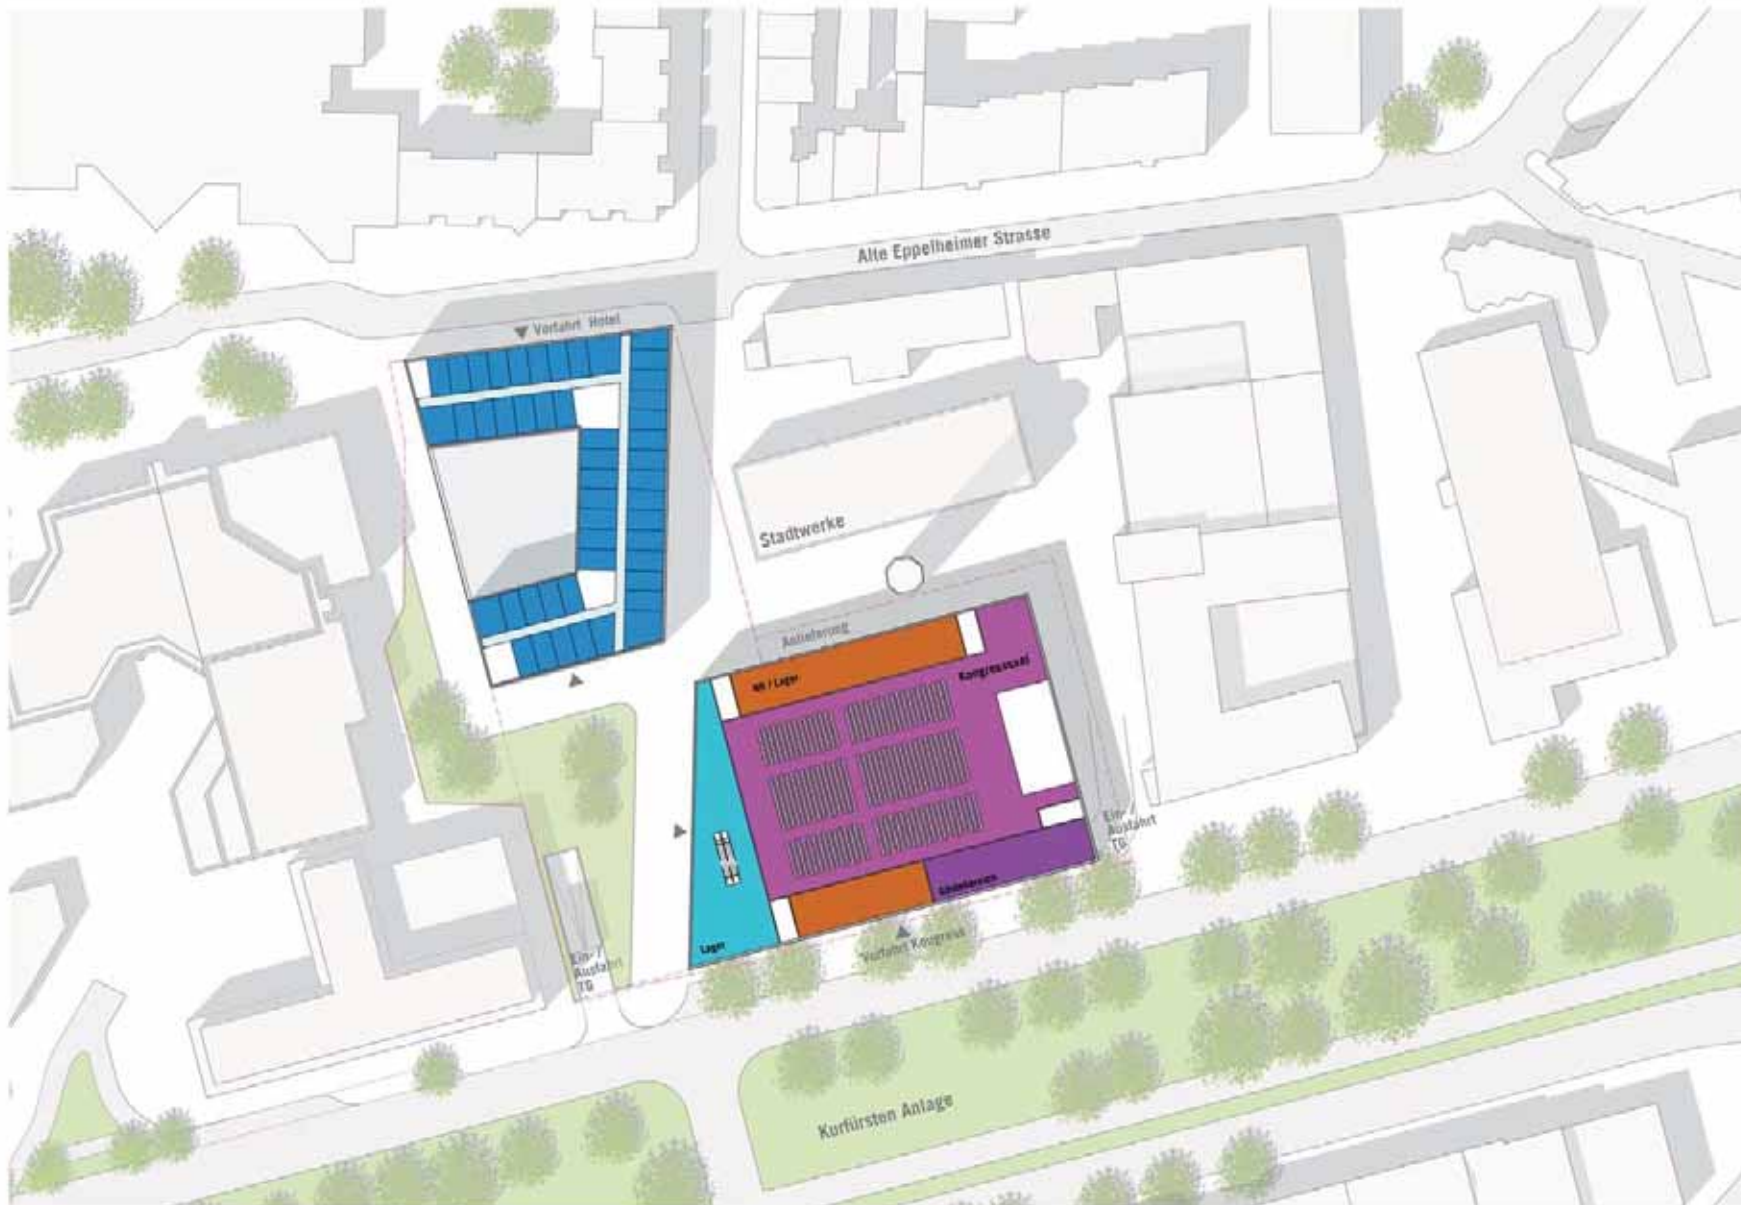 Alte Eppelheimer Strasse
Vorfahrt Hotel
Stadtwerke
Anlieferung
Kongresssaal
NR / Lager
Ein- /
Ausfahrt
TG
Lager
Vorfahrt Kongress
Ein- /
Ausfahrt
TG
Kurfürsten Anlage